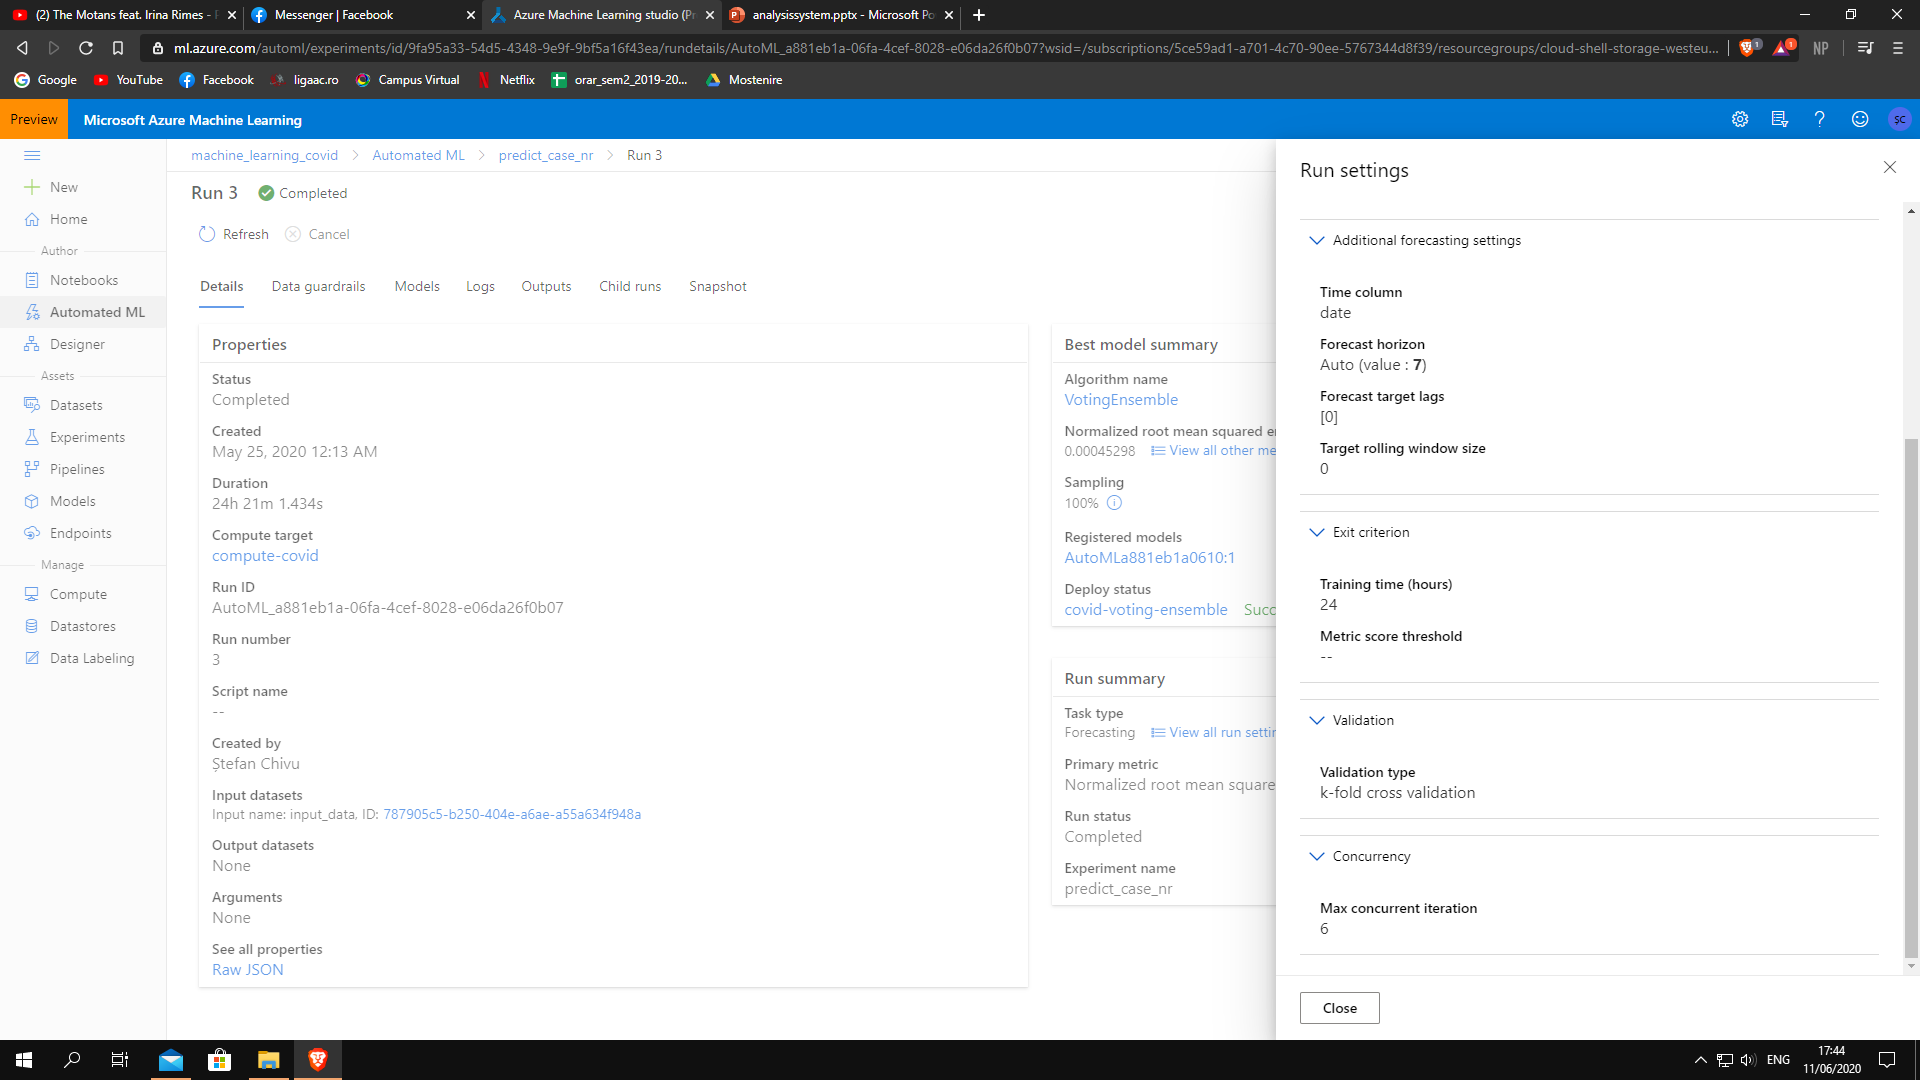 (2) The Motans feat. Irina Rimes -
Messenger | Facebook
Azure Machine Learning studio (Pr
analysissystem.pptx - Microsoft Po
ml.azure.com/automl/experiments/id/9fa95a33-54d5-4348-9e9f-9bf5a16f43ea/rundetails/AutoML_a881eb1a-06fa-4cef-8028-e06da26f0b07?wsid=/subscriptions/5ce59ad1-a701-4c70-90ee-5767344d8f39/resourcegroups/cloud-shell-storage-westeu...
1
1
NP
Google
YouTube
Facebook
ligaac.ro
Campus Virtual
Netflix
orar_sem2_2019-20...
Mostenire
Preview
Microsoft Azure Machine Learning
ȘC
New
Home
Author
Notebooks
Automated ML
Designer
Assets
Datasets
Experiments
Pipelines
Models
Endpoints
Manage
Compute
Datastores
Data Labeling
machine_learning_covid > Automated ML > predict_case_nr > Run 3
Run 3 Completed
Refresh Cancel
Details Data guardrails Models Logs Outputs Child runs Snapshot
Properties
Status
Completed
Created
May 25, 2020 12:13 AM
Duration
24h 21m 1.434s
Compute target
compute-covid
Run ID
AutoML_a881eb1a-06fa-4cef-8028-e06da26f0b07
Run number
3
Script name
--
Created by
Ștefan Chivu
Input datasets
Input name: input_data, ID: 787905c5-b250-404e-a6ae-a55a634f948a
Output datasets
None
Arguments
None
See all properties
Raw JSON
Best model summary
Algorithm name
VotingEnsemble
Normalized root mean squared e
0.00045298 View all other me
Sampling
100%
Registered models
AutoMLa881eb1a0610:1
Deploy status
covid-voting-ensemble Succ
Run summary
Task type
Forecasting View all run settin
Primary metric
Normalized root mean square
Run status
Completed
Experiment name
predict_case_nr
Run settings
Additional forecasting settings
Time column
date
Forecast horizon
Auto (value : 7)
Forecast target lags
[0]
Target rolling window size
0
Exit criterion
Training time (hours)
24
Metric score threshold
--
Validation
Validation type
k-fold cross validation
Concurrency
Max concurrent iteration
6
Close
ENG
17:44
11/06/2020